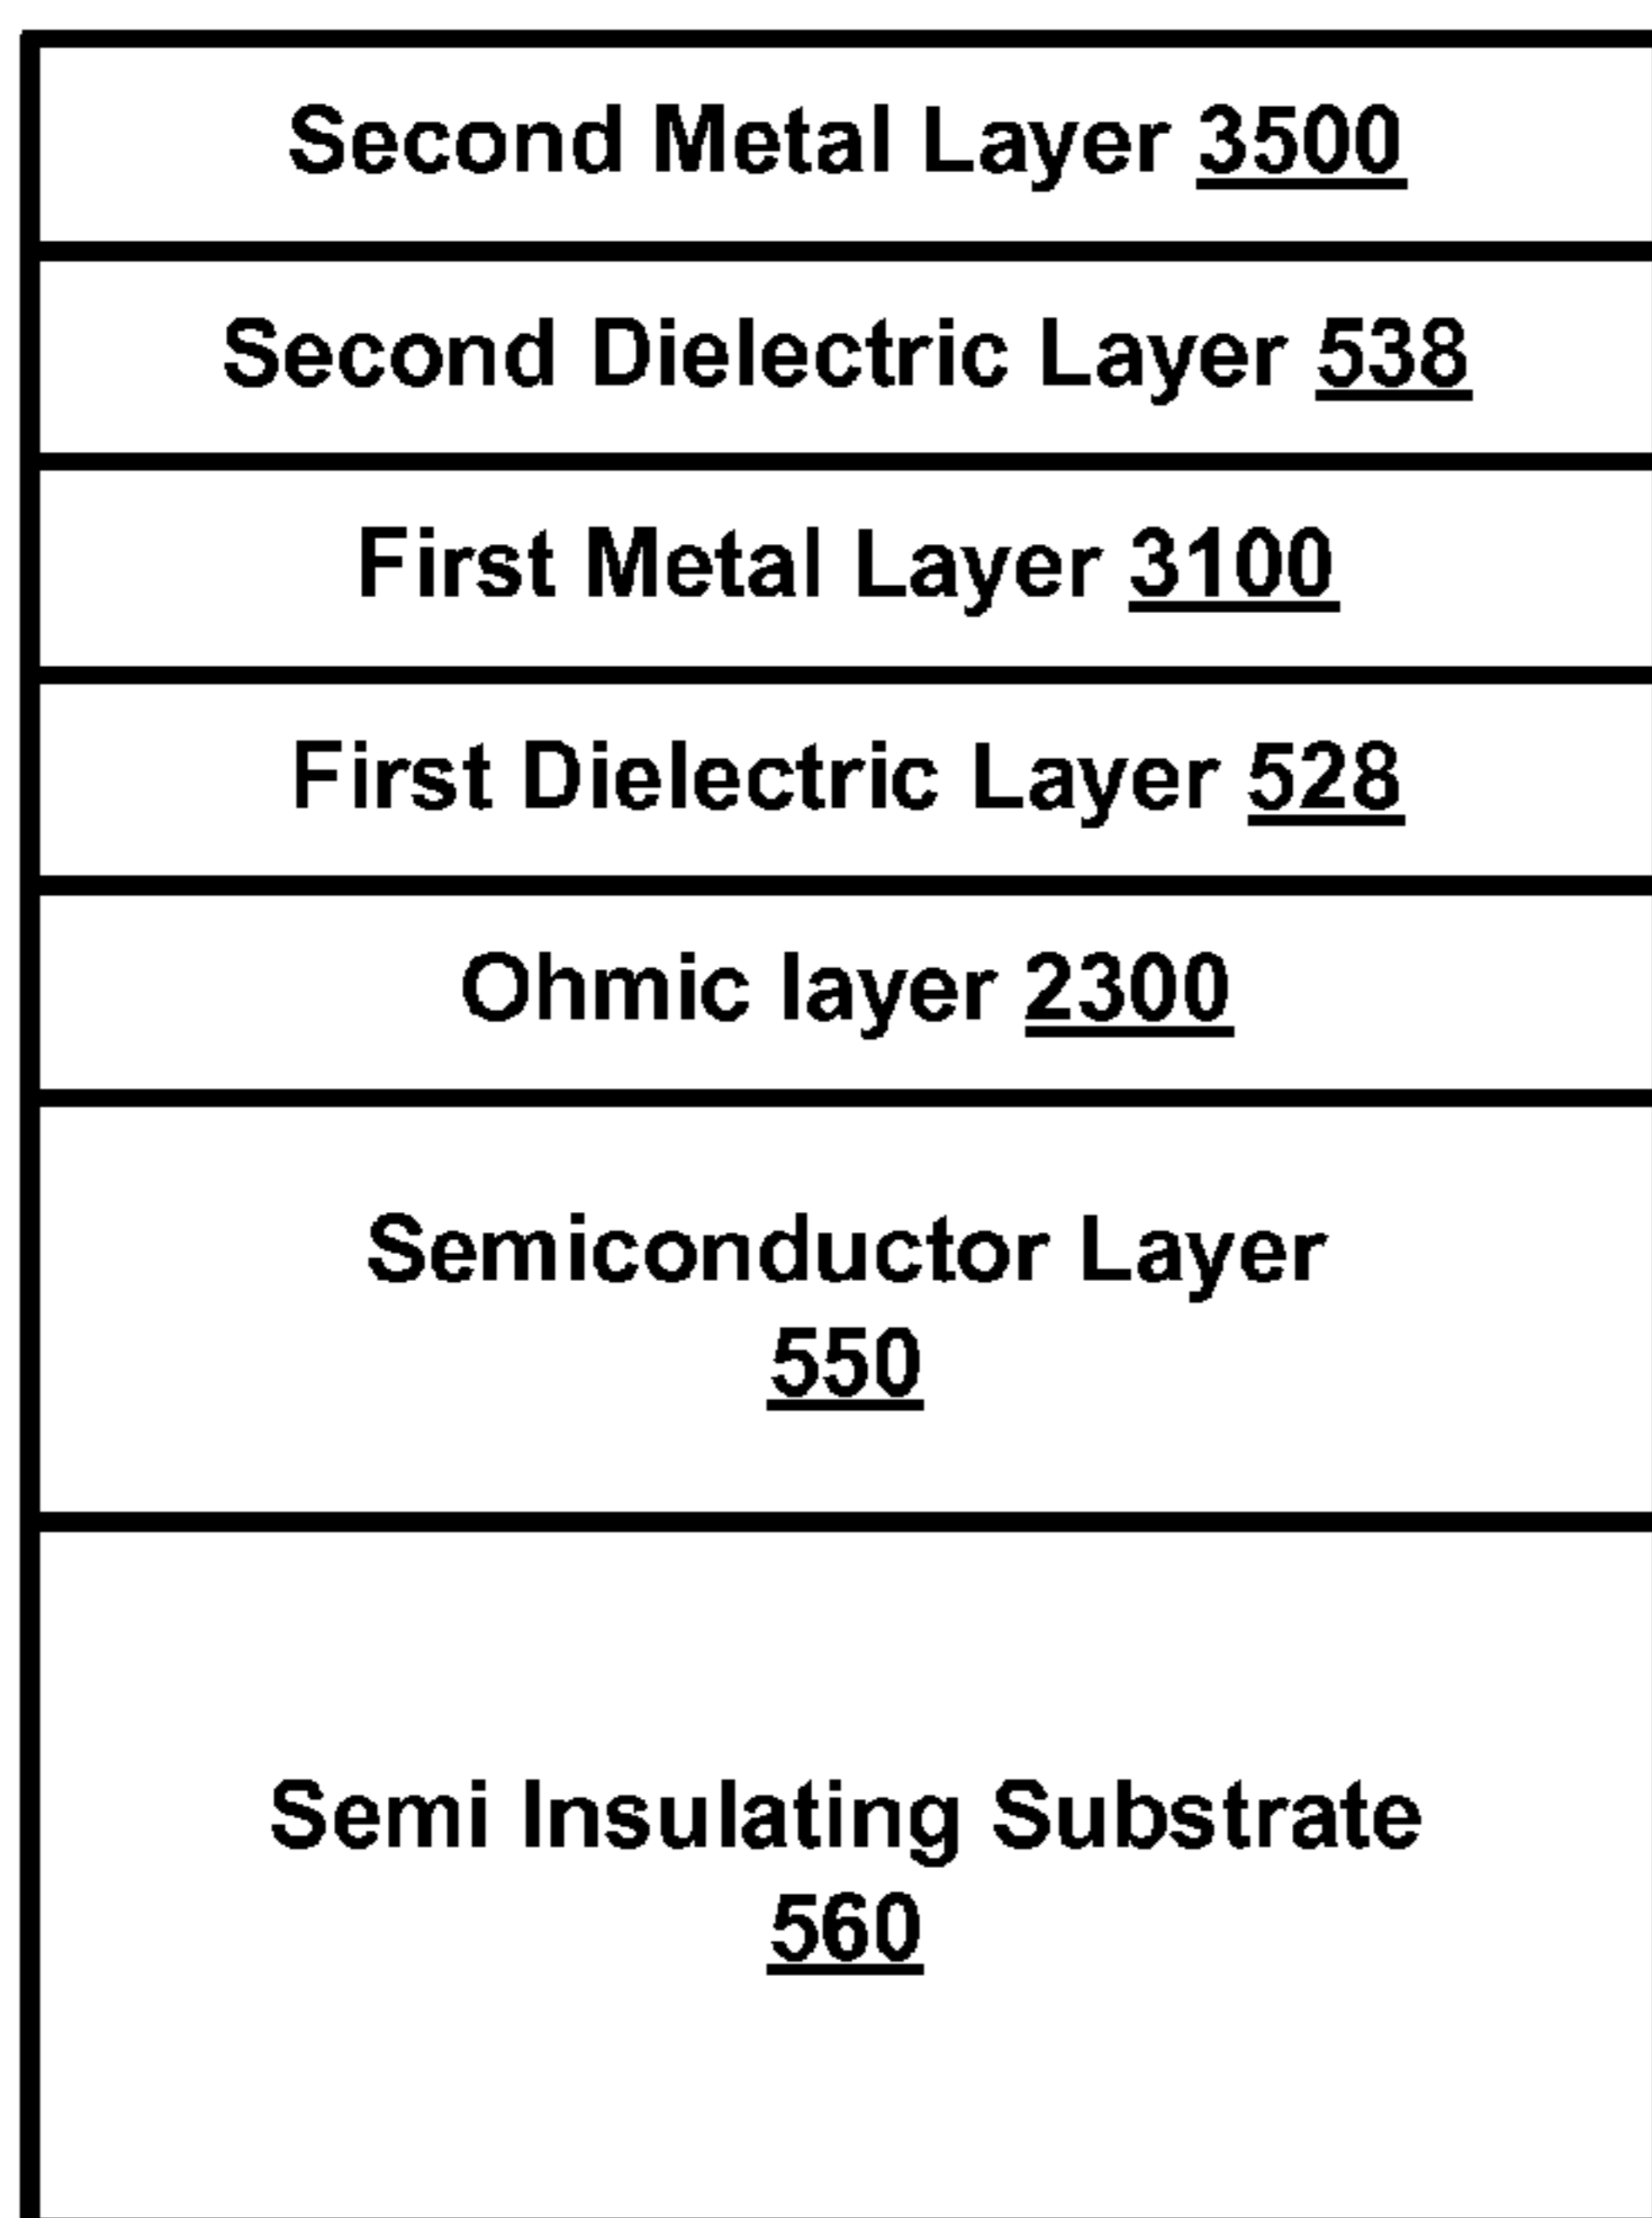 Second Metal Layer 3500
Second Dielectric Layer 538
First Metal Layer 3100
First Dielectric Layer 528
Ohmic layer 2300
Semiconductor Layer
550
Semi Insulating Substrate
560